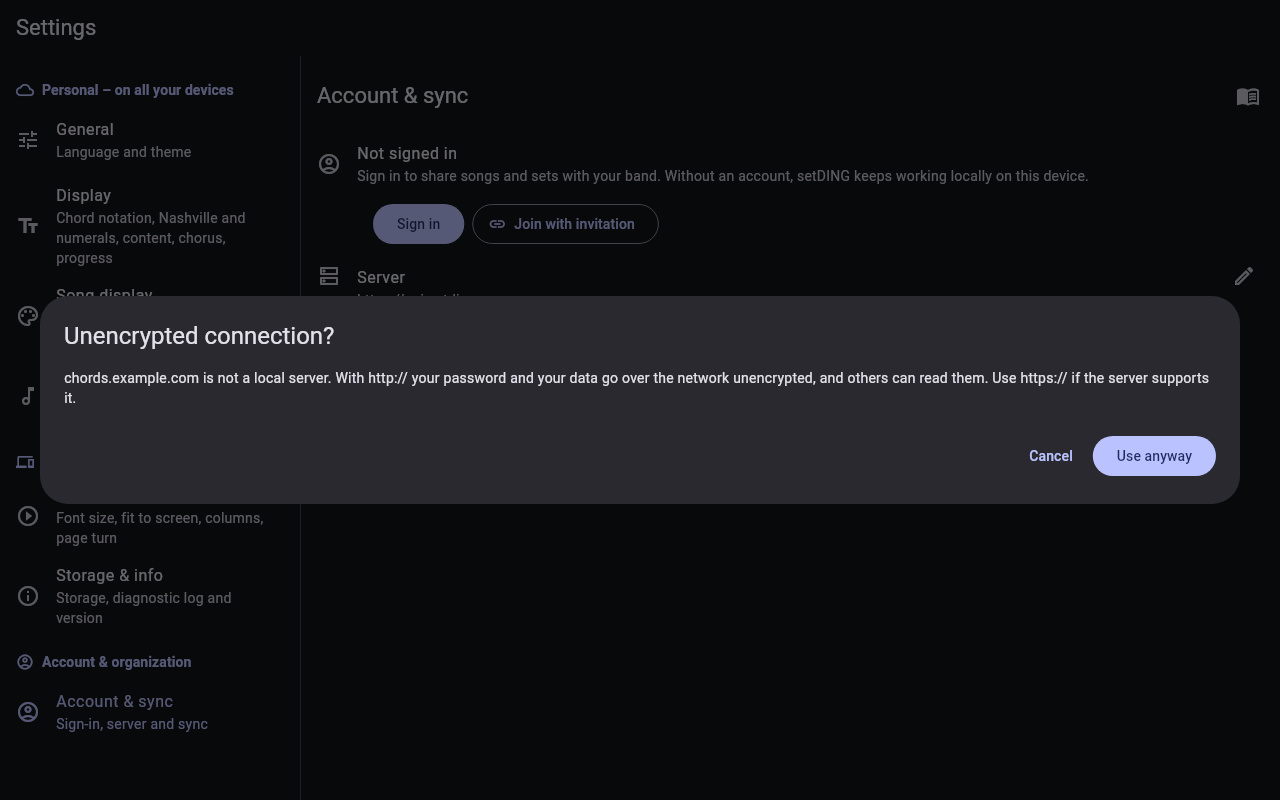 Settings
Personal – on all your devices
General
Language and theme
Display
Chord notation, Nashville and
numerals, content, chorus,
progress
Song display
Font size, fit to screen, columns,
page turn
Storage & info
Storage, diagnostic log and
version
Account & organization
Account & sync
Sign-in, server and sync
Account & sync
Not signed in
Sign in to share songs and sets with your band. Without an account, setDING keeps working locally on this device.
Sign in
Join with invitation
Server
Unencrypted connection?
chords.example.com is not a local server. With http:// your password and your data go over the network unencrypted, and others can read them. Use https:// if the server supports
it.
Cancel
Use anyway